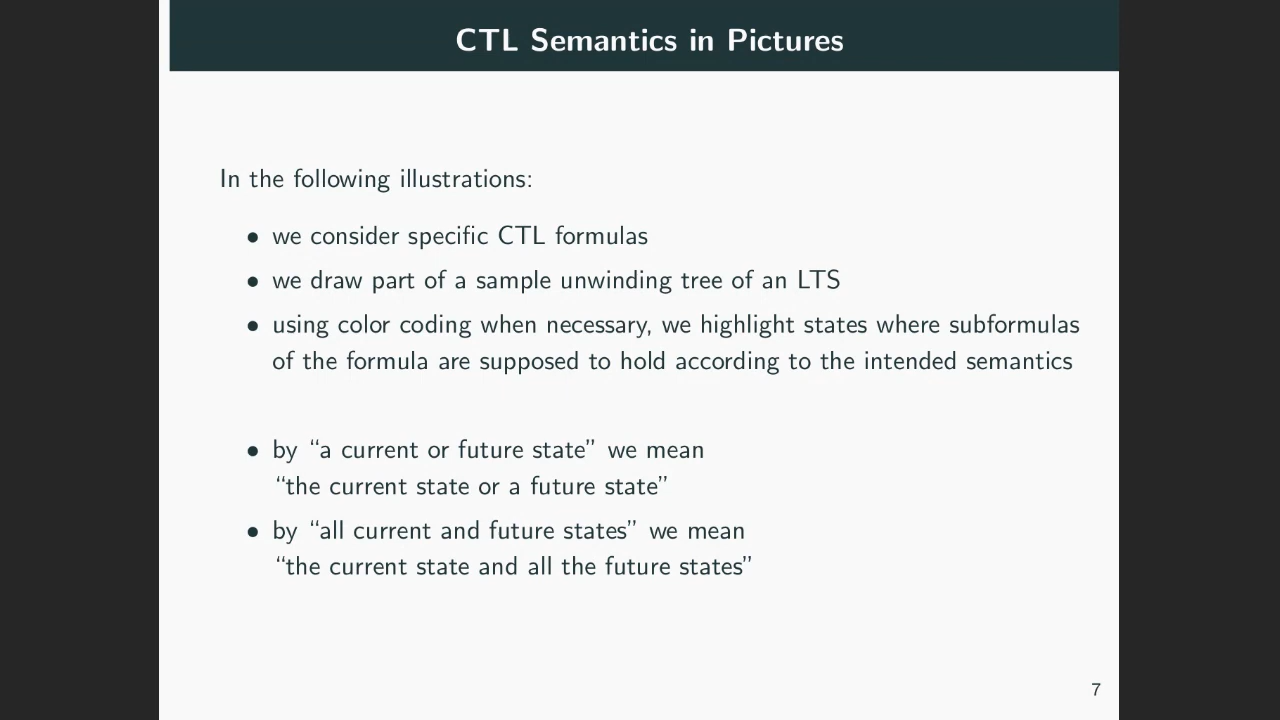 CTL Semantics in Pictures
In the following illustrations:
• we consider specific CTL formulas
• we draw part of a sample unwinding tree of an LTS
• using color coding when necessary, we highlight states where subformulas
of the formula are supposed to hold according to the intended semantics
• by “a current or future state” we mean
“the current state or a future state”
• by “all current and future states” we mean
“the current state and all the future states”
7